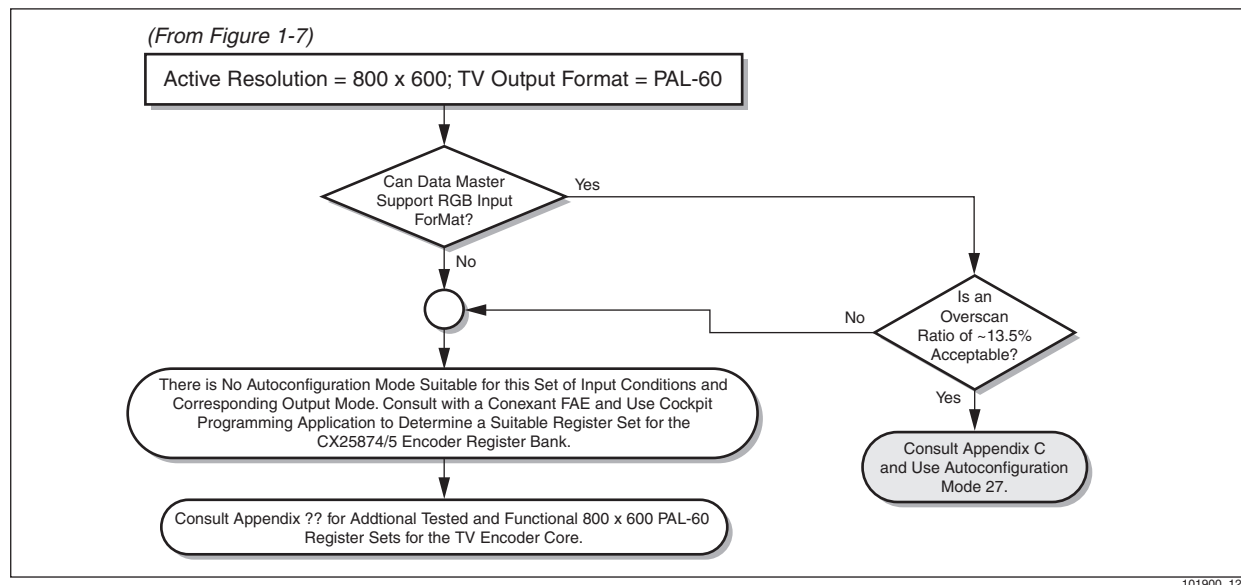 (From Figure 1-7)
Active Resolution = 800 x 600; TV Output Format = PAL-60
Can Data Master
Support RGB Input
ForMat?
Yes
No
Is an
Overscan
Ratio of ~13.5%
Acceptable?
No
Yes
There is No Autoconfiguration Mode Suitable for this Set of Input Conditions and
Corresponding Output Mode. Consult with a Conexant FAE and Use Cockpit
Programming Application to Determine a Suitable Register Set for the
CX25874/5 Encoder Register Bank.
Consult Appendix C
and Use Autoconfiguration
Mode 27.
Consult Appendix ?? for Addtional Tested and Functional 800 x 600 PAL-60
Register Sets for the TV Encoder Core.